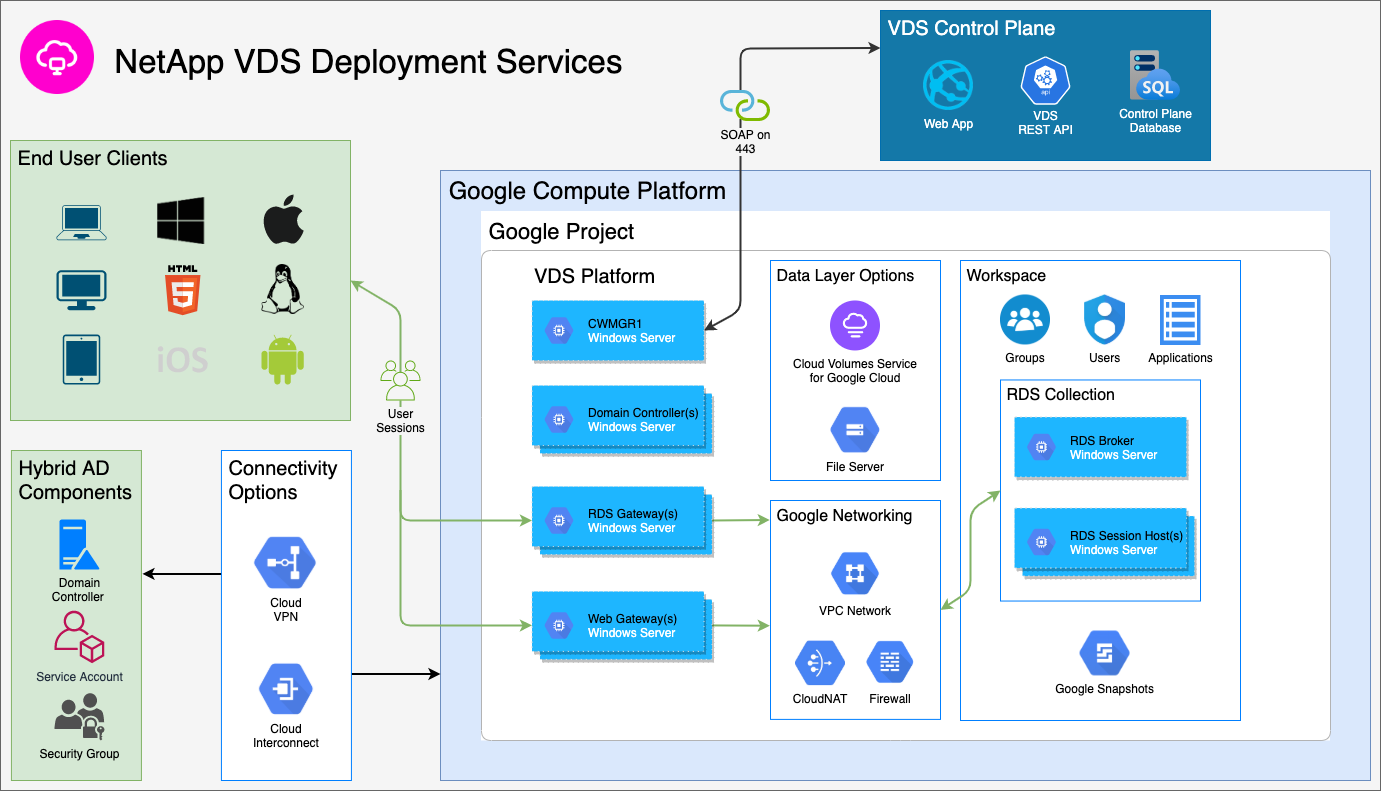 NetApp VDS Deployment Services
VDS Control Plane
Web App
api
VDS
REST API
SQL
Control Plane
Database
SOAP on
443
End User Clients
HTML
5
iOS
User
Sessions
Hybrid AD
Components
Domain
Controller
Service Account
Security Group
Connectivity
Options
Cloud
VPN
Cloud
Interconnect
Google Compute Platform
Google Project
VDS Platform
CWMGR1
Windows Server
Domain Controller(s)
Windows Server
RDS Gateway(s)
Windows Server
Web Gateway(s)
Windows Server
Data Layer Options
Cloud Volumes Service
for Google Cloud
File Server
Google Networking
VPC Network
CloudNAT
Firewall
Workspace
Groups
Users
Applications
RDS Collection
RDS Broker
Windows Server
RDS Session Host(s)
Windows Server
Google Snapshots